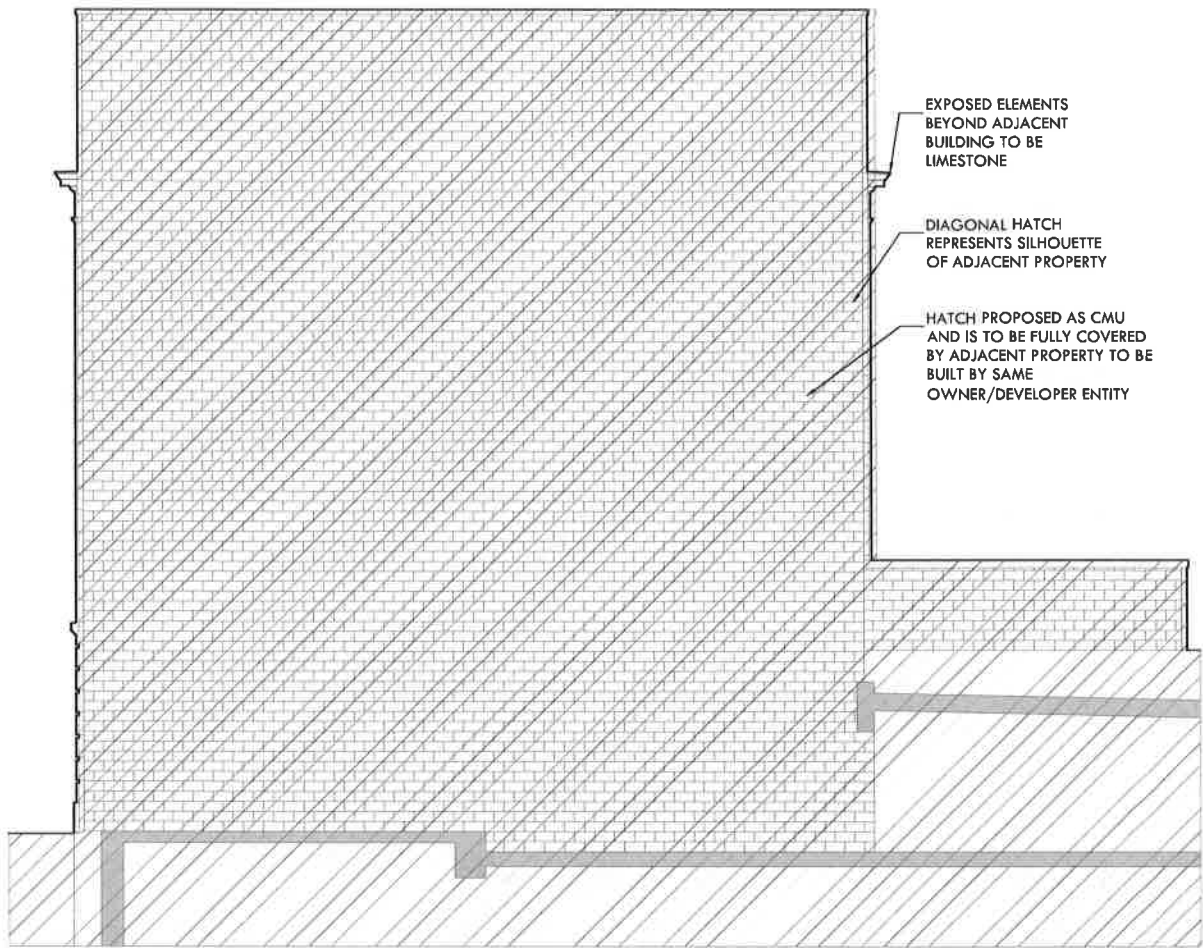 EXPOSED ELEMENTS
BEYOND ADJACENT
BUILDING TO BE
LIMESTONE
DIAGONAL HATCH
REPRESENTS SILHOUETTE
OF ADJACENT PROPERTY
HATCH PROPOSED AS CMU
AND IS TO BE FULLY COVERED
BY ADJACENT PROPERTY TO BE
BUILT BY SAME
OWNER/DEVELOPER ENTITY